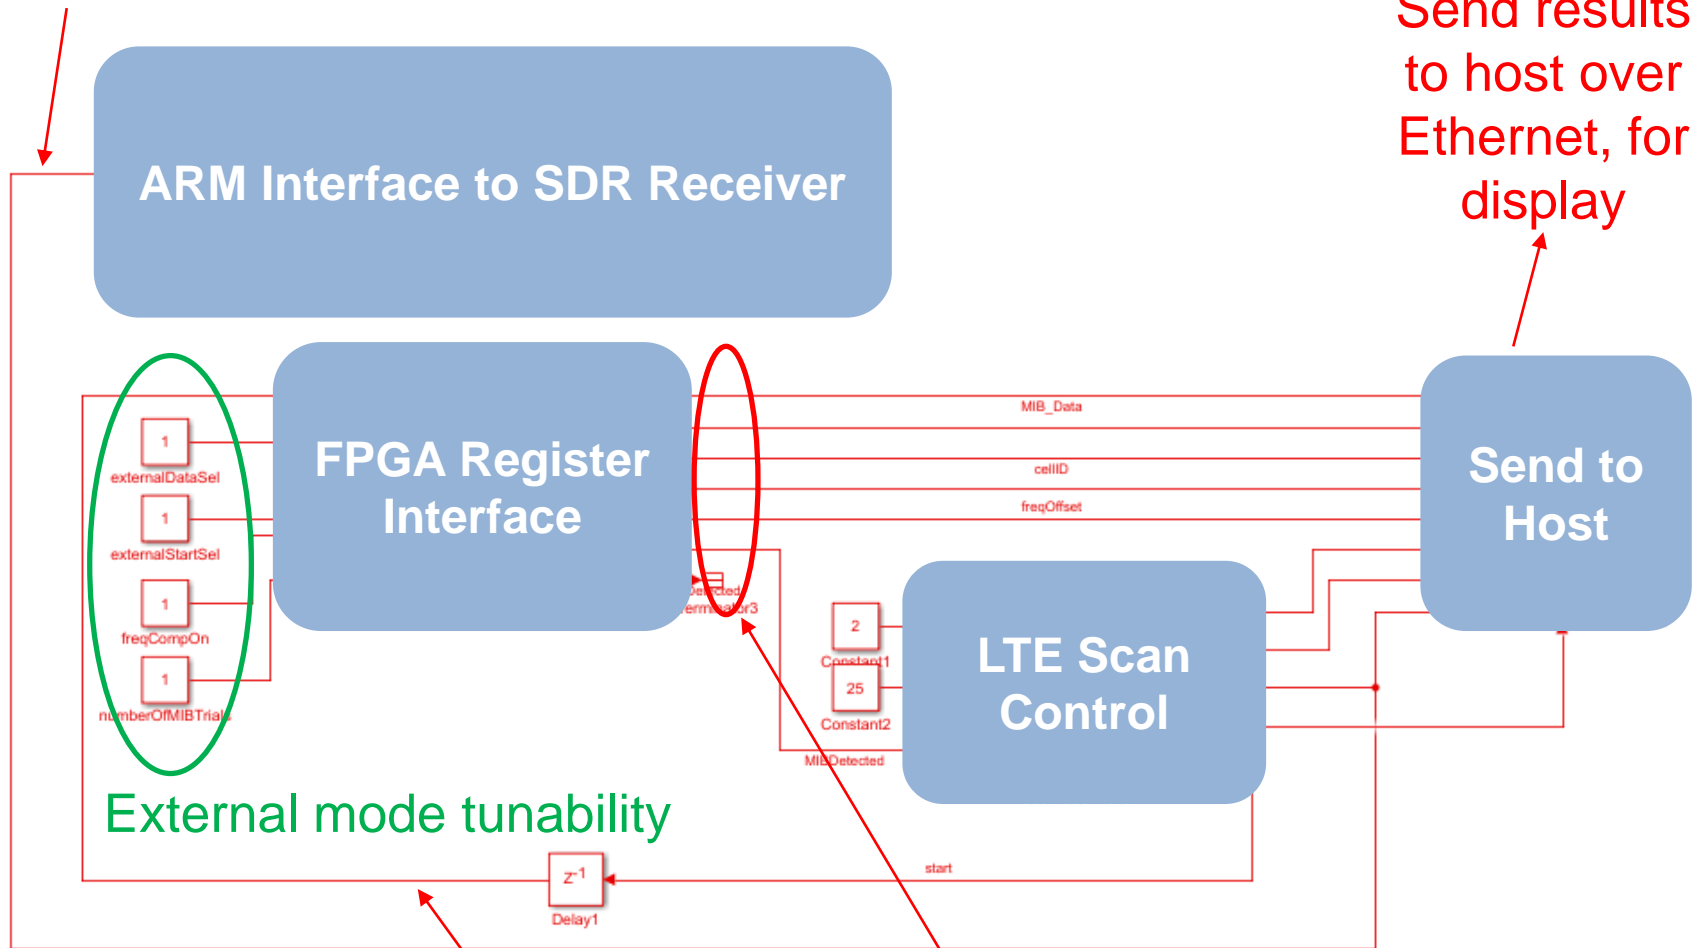 Send results
to host over
Ethernet, for
display
ARM Interface to SDR Receiver
1
externalDataSel
1
externalStartSel
1
freqCompOn
1
numberOfMIBTrials
FPGA Register
Interface
MIB_Data
cellID
freqOffset
Detected
Terminator3
Send to
Host
2
Constant1
25
Constant2
MIBDetected
LTE Scan
Control
External mode tunability
z-1
Delay1
start